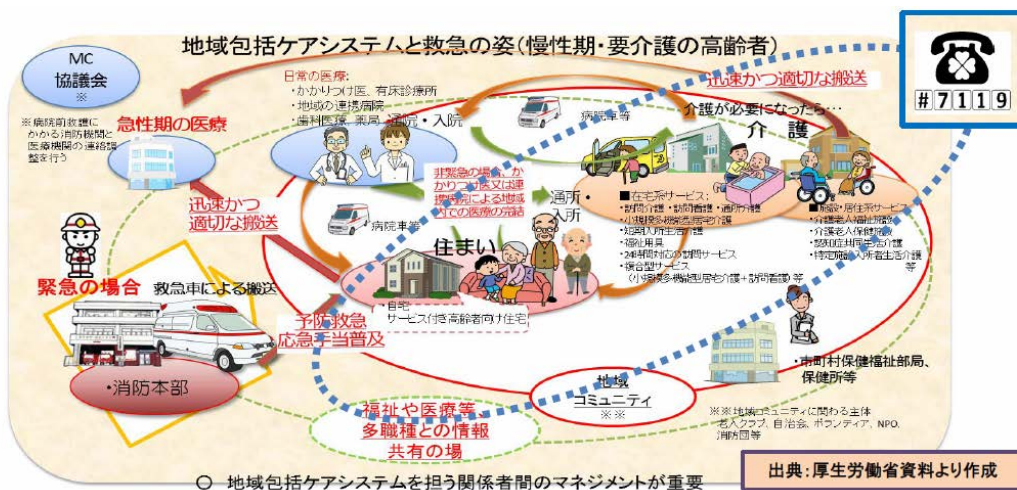 地域包括ケアシステムと救急の姿(慢性期・要介護の高齢者)
#7119
MC
協議会
※
※病院前救護に
かかる消防機関と
医療機関の連絡調
整を行う
急性期の医療
日常の医療:
・かかりつけ医、有床診療所
・地域の連携病院
・歯科医療、薬局
通院・入院
病院車等
迅速かつ適切な搬送
介護が必要になったら…
介 護
迅速かつ
適切な搬送
病院車等
非緊急の場合、か
かりつけ医又は連
携病院による地域
内での医療の完結
通所・
入所
■在宅系サービス:
・訪問介護・訪問看護・通所介護
・小規模多機能型居宅介護
・短期入所生活介護
・福祉用具
・24時間対応の訪問サービス
・複合型サービス
(小規模多機能型居宅介護+訪問看護)等
■施設・居住系サービス
・介護老人福祉施設
・介護老人保健施設
・認知症共同生活介護
・特定施設入所者生活介護
等
住まい
・自宅
・サービス付き高齢者向け住宅
緊急の場合
救急車による搬送
予防救急
応急手当普及
・消防本部
・市町村保健福祉部局、
保健所等
地域
コミュニティ
※※
福祉や医療等、
多職種との情報
共有の場
※※地域コミュニティに関わる主体
老人クラブ、自治会、ボランティア、NPO、
消防団等
出典:厚生労働省資料より作成
○ 地域包括ケアシステムを担う関係者間のマネジメントが重要